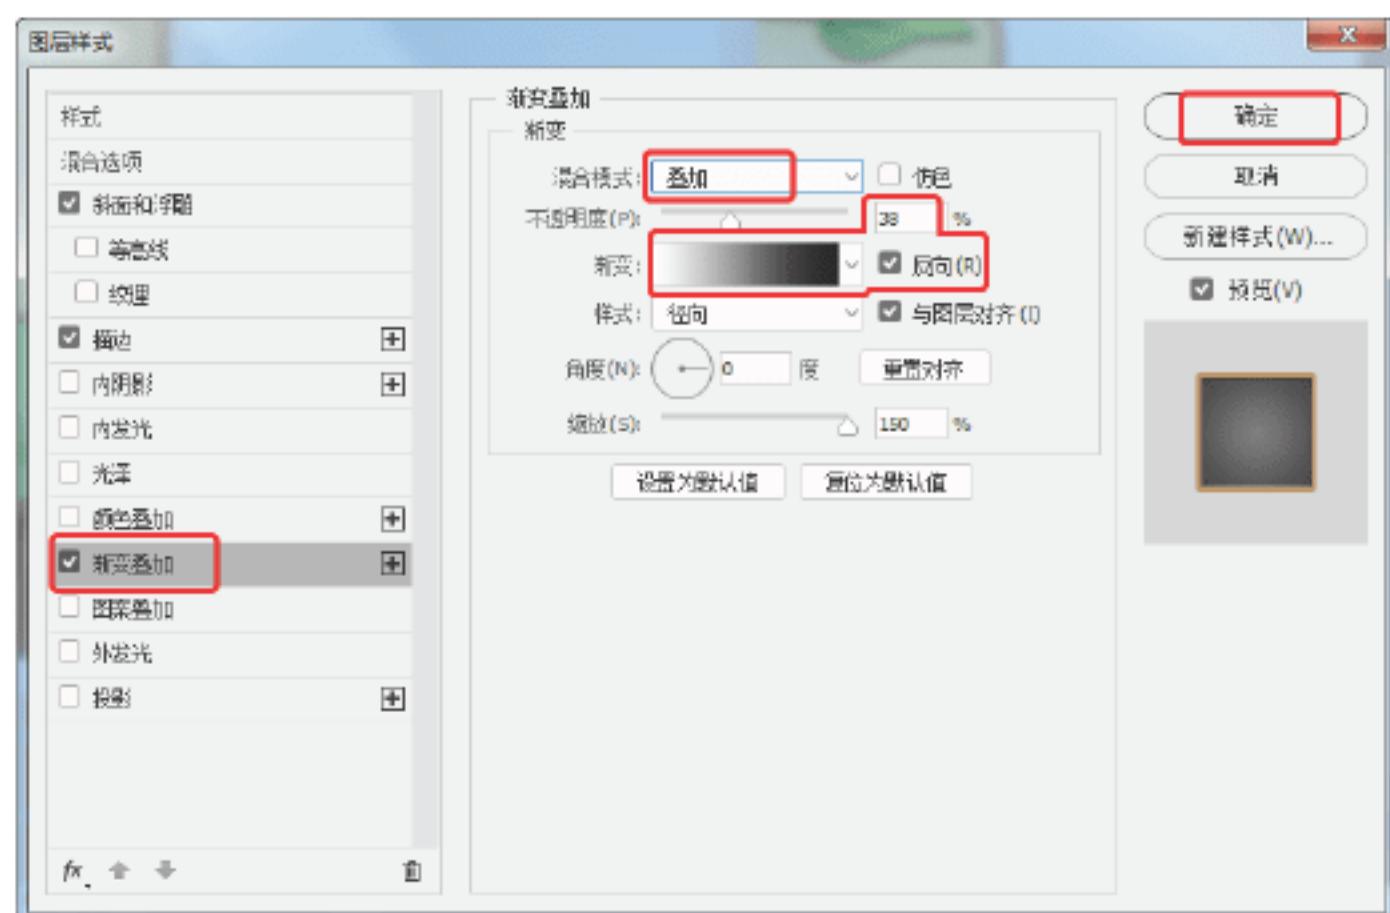 图层样式
样式
混合选项
斜面和浮雕
等高线
纹理
描边
内阴影
内发光
光泽
颜色叠加
渐变叠加
图案叠加
外发光
投影
fx
渐变叠加
渐变
混合模式: 叠加 仿色
不透明度(P): 38 %
渐变: 反向(R)
样式: 径向 与图层对齐(I)
角度(N): 0 度 重置对齐
缩放(S): 150 %
设置为默认值 复位为默认值
确定
取消
新建样式(W)...
预览(V)